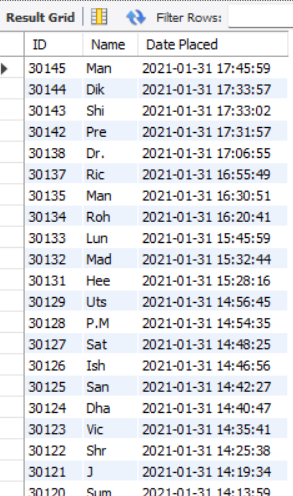 Result Grid Filter Rows:
ID Name Date Placed
30145 Man 2021-01-31 17:45:59
30144 Dik 2021-01-31 17:33:57
30143 Shi 2021-01-31 17:33:02
30142 Pre 2021-01-31 17:31:57
30138 Dr. 2021-01-31 17:06:55
30137 Ric 2021-01-31 16:55:49
30135 Man 2021-01-31 16:30:51
30134 Roh 2021-01-31 16:20:41
30133 Lun 2021-01-31 15:45:59
30132 Mad 2021-01-31 15:32:44
30131 Hee 2021-01-31 15:28:16
30129 Uts 2021-01-31 14:56:45
30128 P.M 2021-01-31 14:54:35
30127 Sat 2021-01-31 14:48:25
30126 Ish 2021-01-31 14:46:56
30125 San 2021-01-31 14:42:27
30124 Dha 2021-01-31 14:40:47
30123 Vic 2021-01-31 14:35:41
30122 Shr 2021-01-31 14:25:38
30121 J 2021-01-31 14:19:34
30120 Sum 2021-01-31 14:13:59